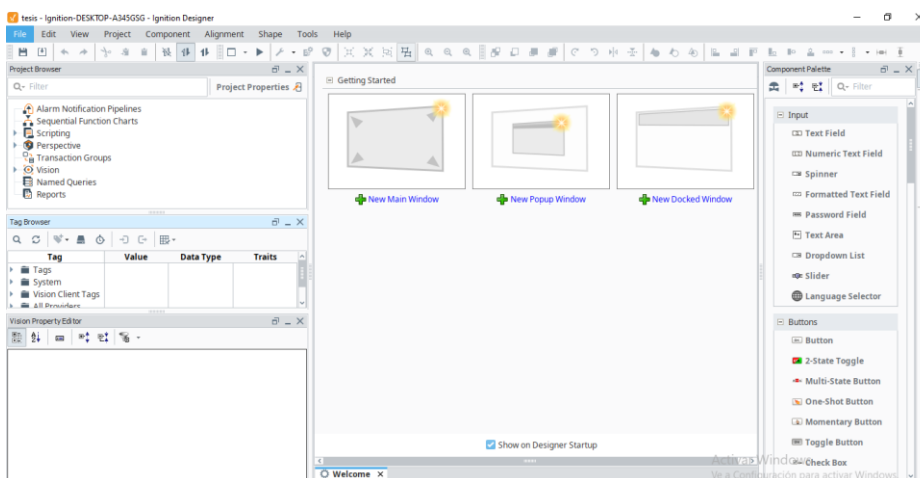 tesis - Ignition-DESKTOP-A345GSG - Ignition Designer
File Edit View Project Component Alignment Shape Tools Help
Project Browser
Filter
Project Properties
Alarm Notification Pipelines
Sequential Function Charts
Scripting
Perspective
Transaction Groups
Vision
Named Queries
Reports
Tag Browser
Tag Value Data Type Traits
Tags
System
Vision Client Tags
All Providers
Vision Property Editor
Getting Started
New Main Window New Popup Window New Docked Window
Show on Designer Startup
Welcome
Component Palette
Filter
Input
Text Field
Numeric Text Field
Spinner
Formatted Text Field
Password Field
Text Area
Dropdown List
Slider
Language Selector
Buttons
Button
2-State Toggle
Multi-State Button
One-Shot Button
Momentary Button
Toggle Button
Check Box
Activar Windows
Ve a Configuración para activar Windows